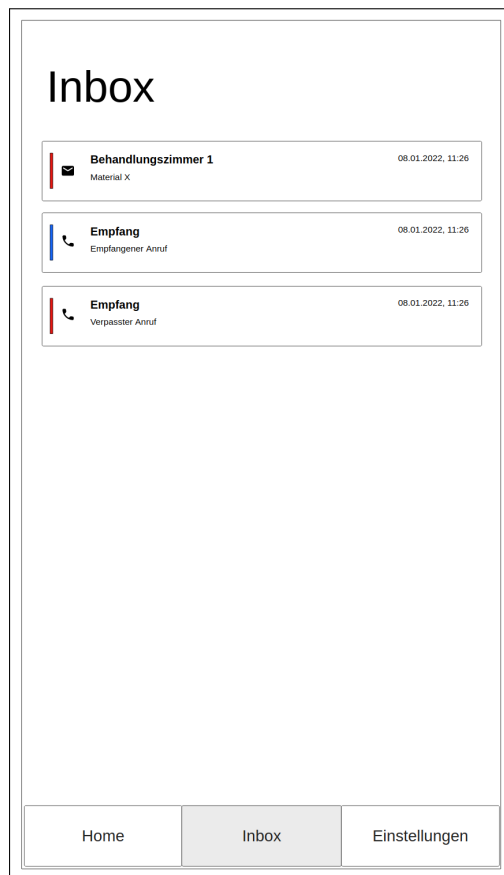 Inbox
Behandlungszimmer 1
08.01.2022, 11:26
Material X
Empfang
08.01.2022, 11:26
Empfangener Anruf
Empfang
08.01.2022, 11:26
Verpasster Anruf
Home
Inbox
Einstellungen